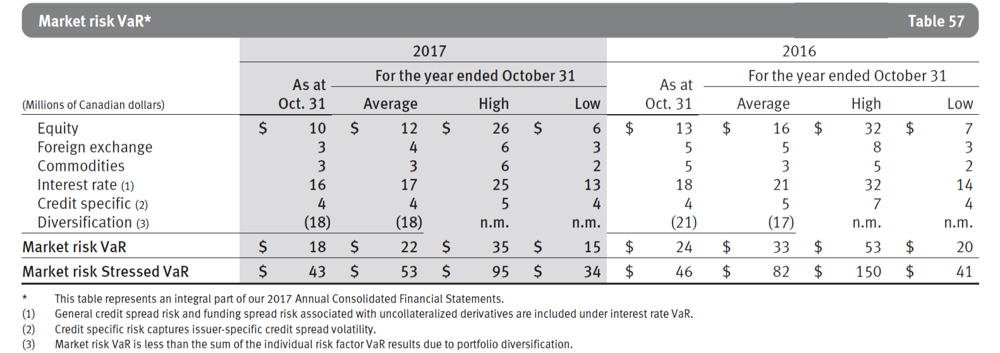 Market risk VaR* Table 57
2017 2016
For the year ended October 31 For the year ended October 31
As at As at
(Millions of Canadian dollars) Oct. 31 Average High Low Oct. 31 Average High Low
Equity $ 10 $ 12 $ 26 $ 6 $ 13 $ 16 $ 32 $ 7
Foreign exchange 3 4 6 3 5 5 8 3
Commodities 3 3 6 2 5 3 5 2
Interest rate (1) 16 17 25 13 18 21 32 14
Credit specific (2) 4 4 5 4 4 5 7 4
Diversification (3) (18) (18) n.m. n.m. (21) (17) n.m. n.m.
Market risk VaR $ 18 $ 22 $ 35 $ 15 $ 24 $ 33 $ 53 $ 20
Market risk Stressed VaR $ 43 $ 53 $ 95 $ 34 $ 46 $ 82 $ 150 $ 41
* This table represents an integral part of our 2017 Annual Consolidated Financial Statements.
(1) General credit spread risk and funding spread risk associated with uncollateralized derivatives are included under interest rate VaR.
(2) Credit specific risk captures issuer-specific credit spread volatility.
(3) Market risk VaR is less than the sum of the individual risk factor VaR results due to portfolio diversification.